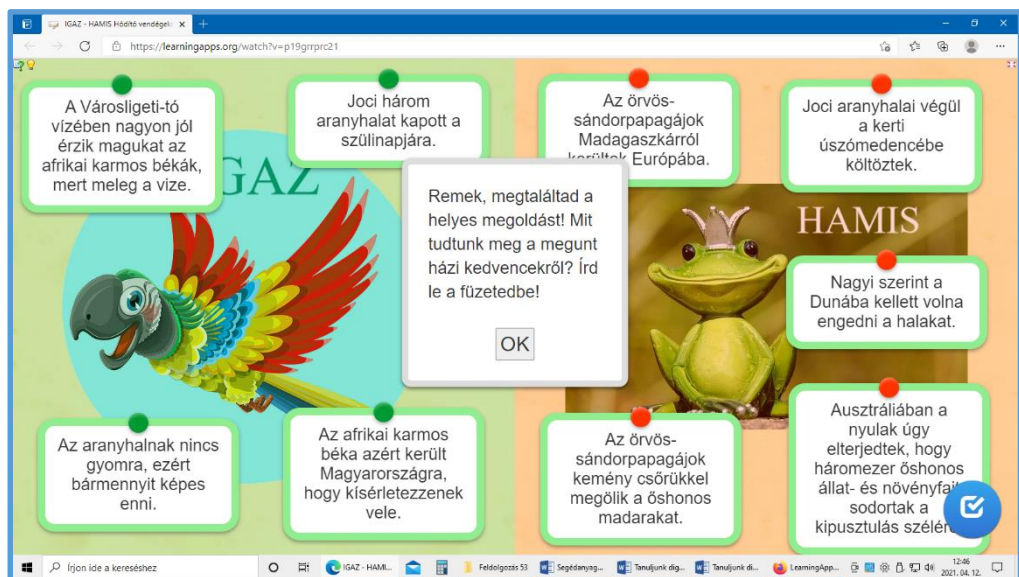 IGAZ - HAMIS Hódító vendégek
https://learningapps.org/watch?v=p19grrprc21
A Városligeti-tó
vízében nagyon jól
érzik magukat az
afrikai karmos békák,
mert meleg a vize.
Joci három
aranyhalat kapott a
szülinapjára.
Az örvös-
sándorpapagájok
Madagaszkárról
kerültek Európába.
Joci aranyhalai végül
a kerti
úszómedencébe
költöztek.
IGAZ
HAMIS
Remek, megtaláltad a
helyes megoldást! Mit
tudtunk meg a megunt
házi kedvencekről? Írd
le a füzetedbe!
OK
Nagyi szerint a
Dunába kellett volna
engedni a halakat.
Az aranyhalnak nincs
gyomra, ezért
bármennyit képes
enni.
Az afrikai karmos
béka azért került
Magyarországra,
hogy kísérletezzenek
vele.
Az örvös-
sándorpapagájok
kemény csőrükkel
megölik a őshonos
madarakat.
Ausztráliában a
nyulak úgy
elterjedtek, hogy
háromezer őshonos
állat- és növényfajt
sodortak a
kipusztulás szélére.
Írjon ide a kereséshez
IGAZ - HAMI...
Feldolgozás 53
Segédanyag...
Tanuljunk dig...
Tanuljunk di...
LearningApp...
12:46
2021. 04. 12.